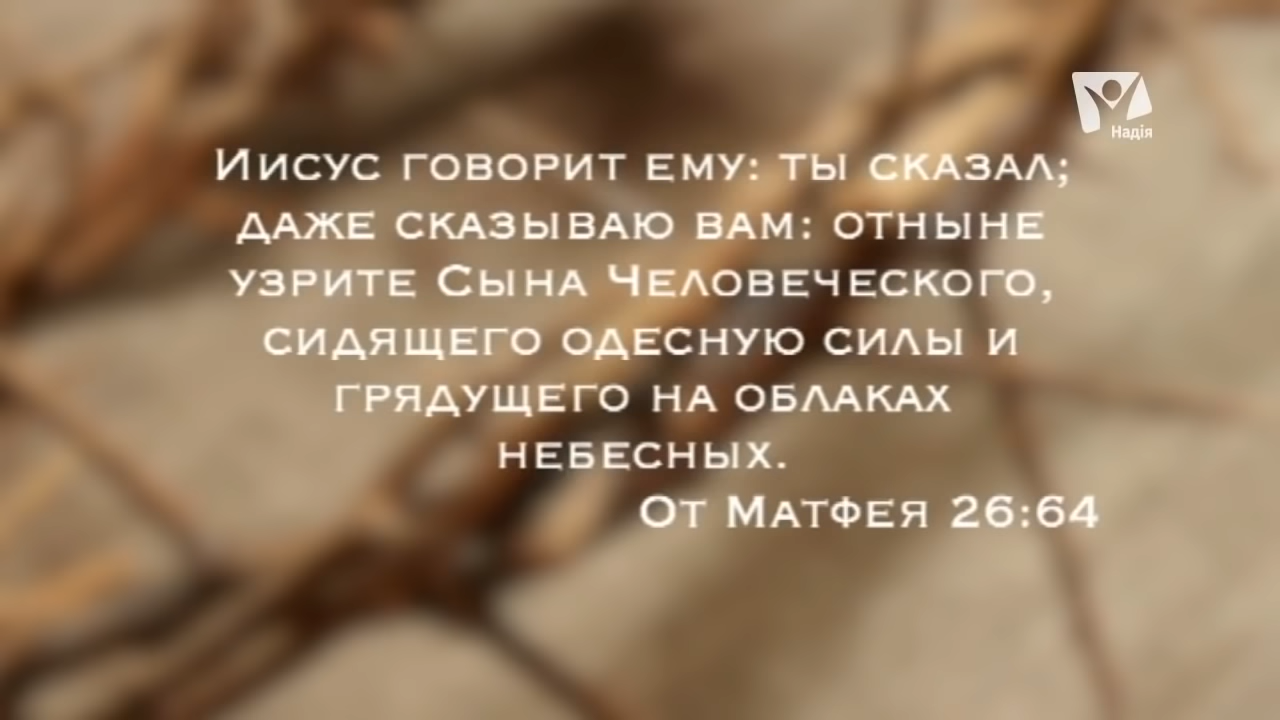 Надія
Иисус говорит ему: ты сказал;
даже сказываю вам: отныне
узрите Сына Человеческого,
сидящего одесную силы и
грядущего на облаках
небесных.
От Матфея 26:64